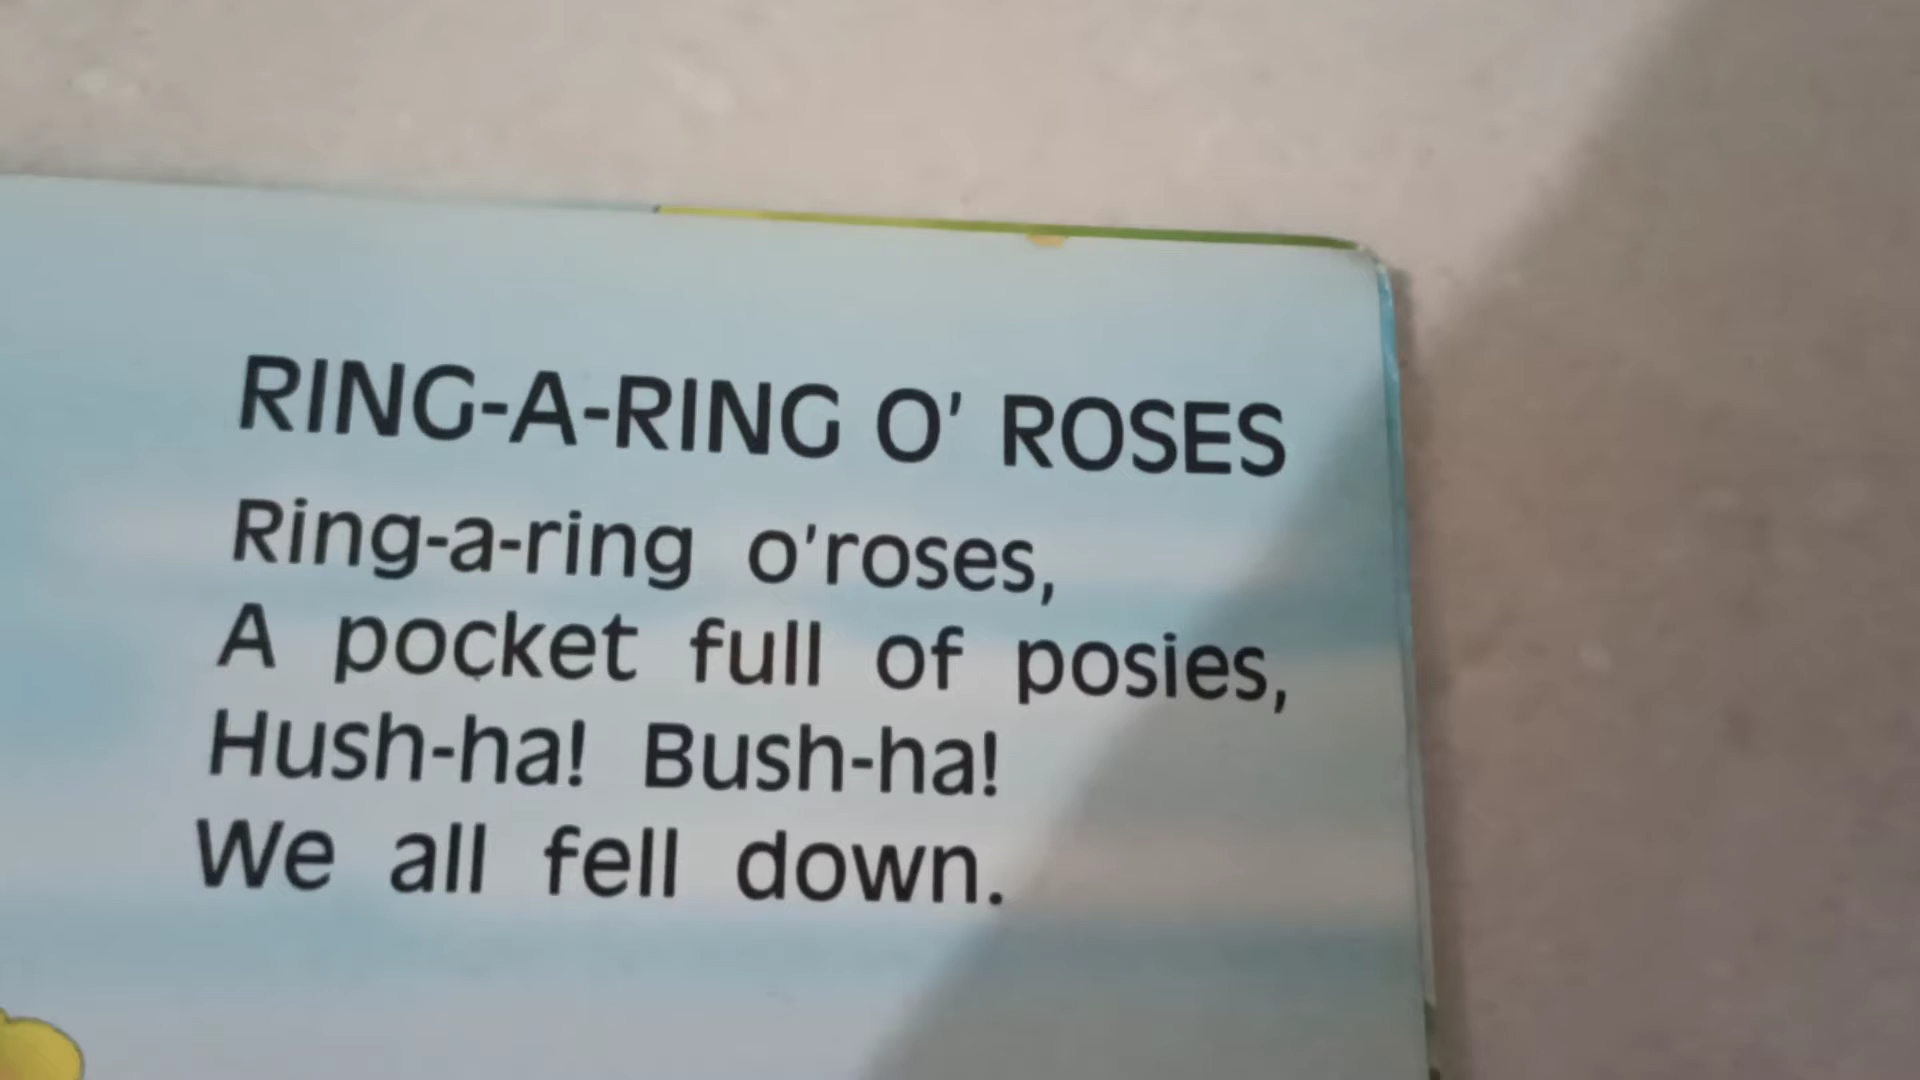 RING-A-RING O' ROSES
Ring-a-ring o'roses,
A pocket full of posies,
Hush-ha! Bush-ha!
We all fell down.